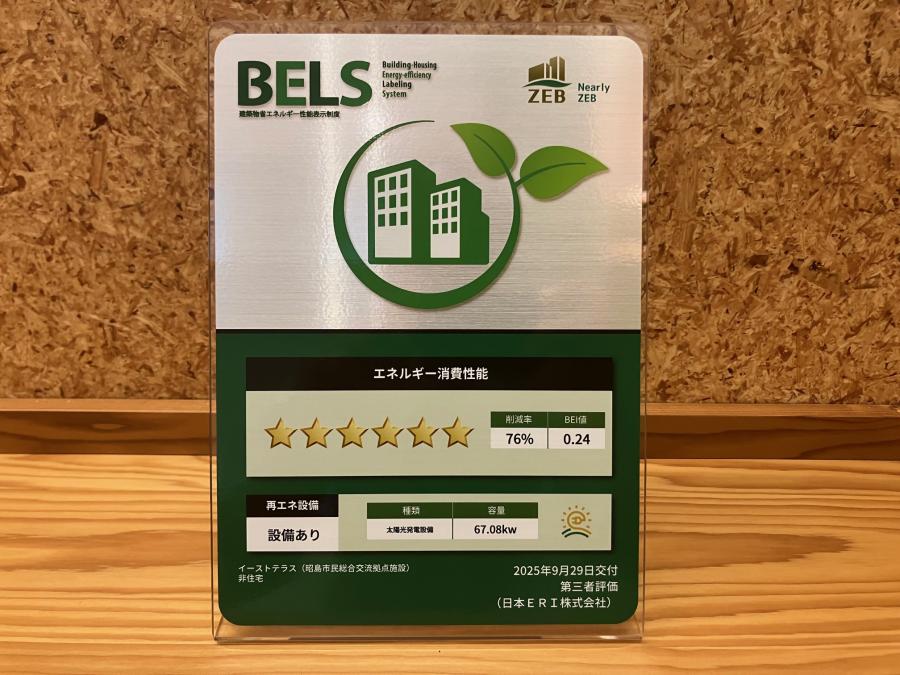 BELS
Building-Housing
Energy-efficiency
Labeling
System
建築物省エネルギー性能表示制度
ZEB
Nearly
ZEB
エネルギー消費性能
削減率 BEI値
76% 0.24
再エネ設備
設備あり
種類 容量
太陽光発電設備 67.08kw
イーストテラス（昭島市民総合交流拠点施設）
非住宅
2025年9月29日交付
第三者評価
（日本ＥＲＩ株式会社）